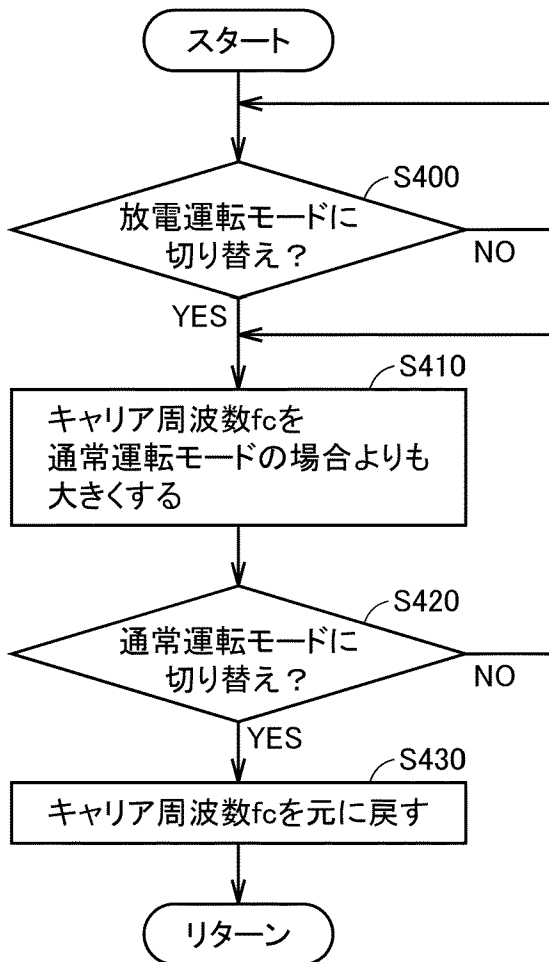 スタート
S400
放電運転モードに
切り替え？
NO
YES
S410
キャリア周波数fcを
通常運転モードの場合よりも
大きくする
S420
通常運転モードに
切り替え？
NO
YES
S430
キャリア周波数fcを元に戻す
リターン